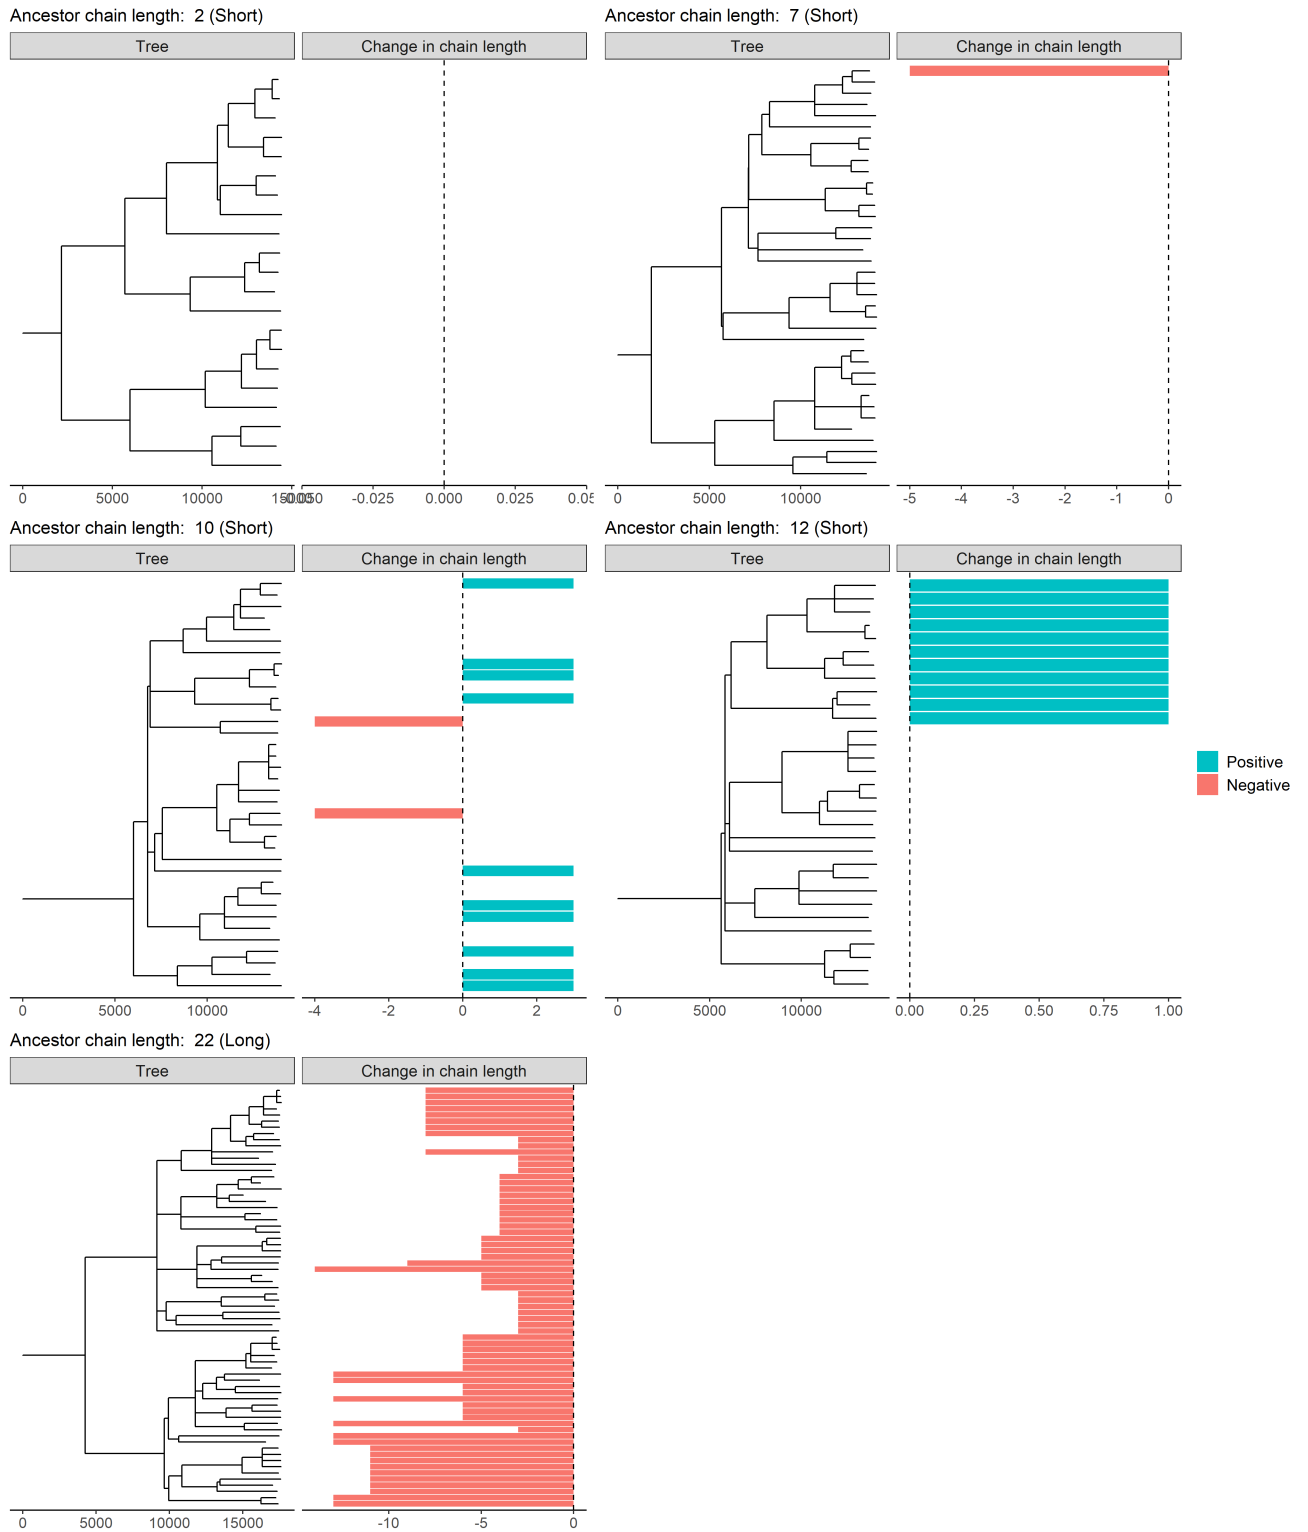 Ancestor chain length:  2 (Short)
Tree
Change in chain length
0 5000 10000 15000
-0.050 -0.025 0.000 0.025 0.05
Ancestor chain length:  7 (Short)
Tree
Change in chain length
0 5000 10000
-5 -4 -3 -2 -1 0
Ancestor chain length:  10 (Short)
Tree
Change in chain length
0 5000 10000
-4 -2 0 2
Ancestor chain length:  12 (Short)
Tree
Change in chain length
0 5000 10000
0.00 0.25 0.50 0.75 1.00
Positive
Negative
Ancestor chain length:  22 (Long)
Tree
Change in chain length
0 5000 10000 15000
-10 -5 0